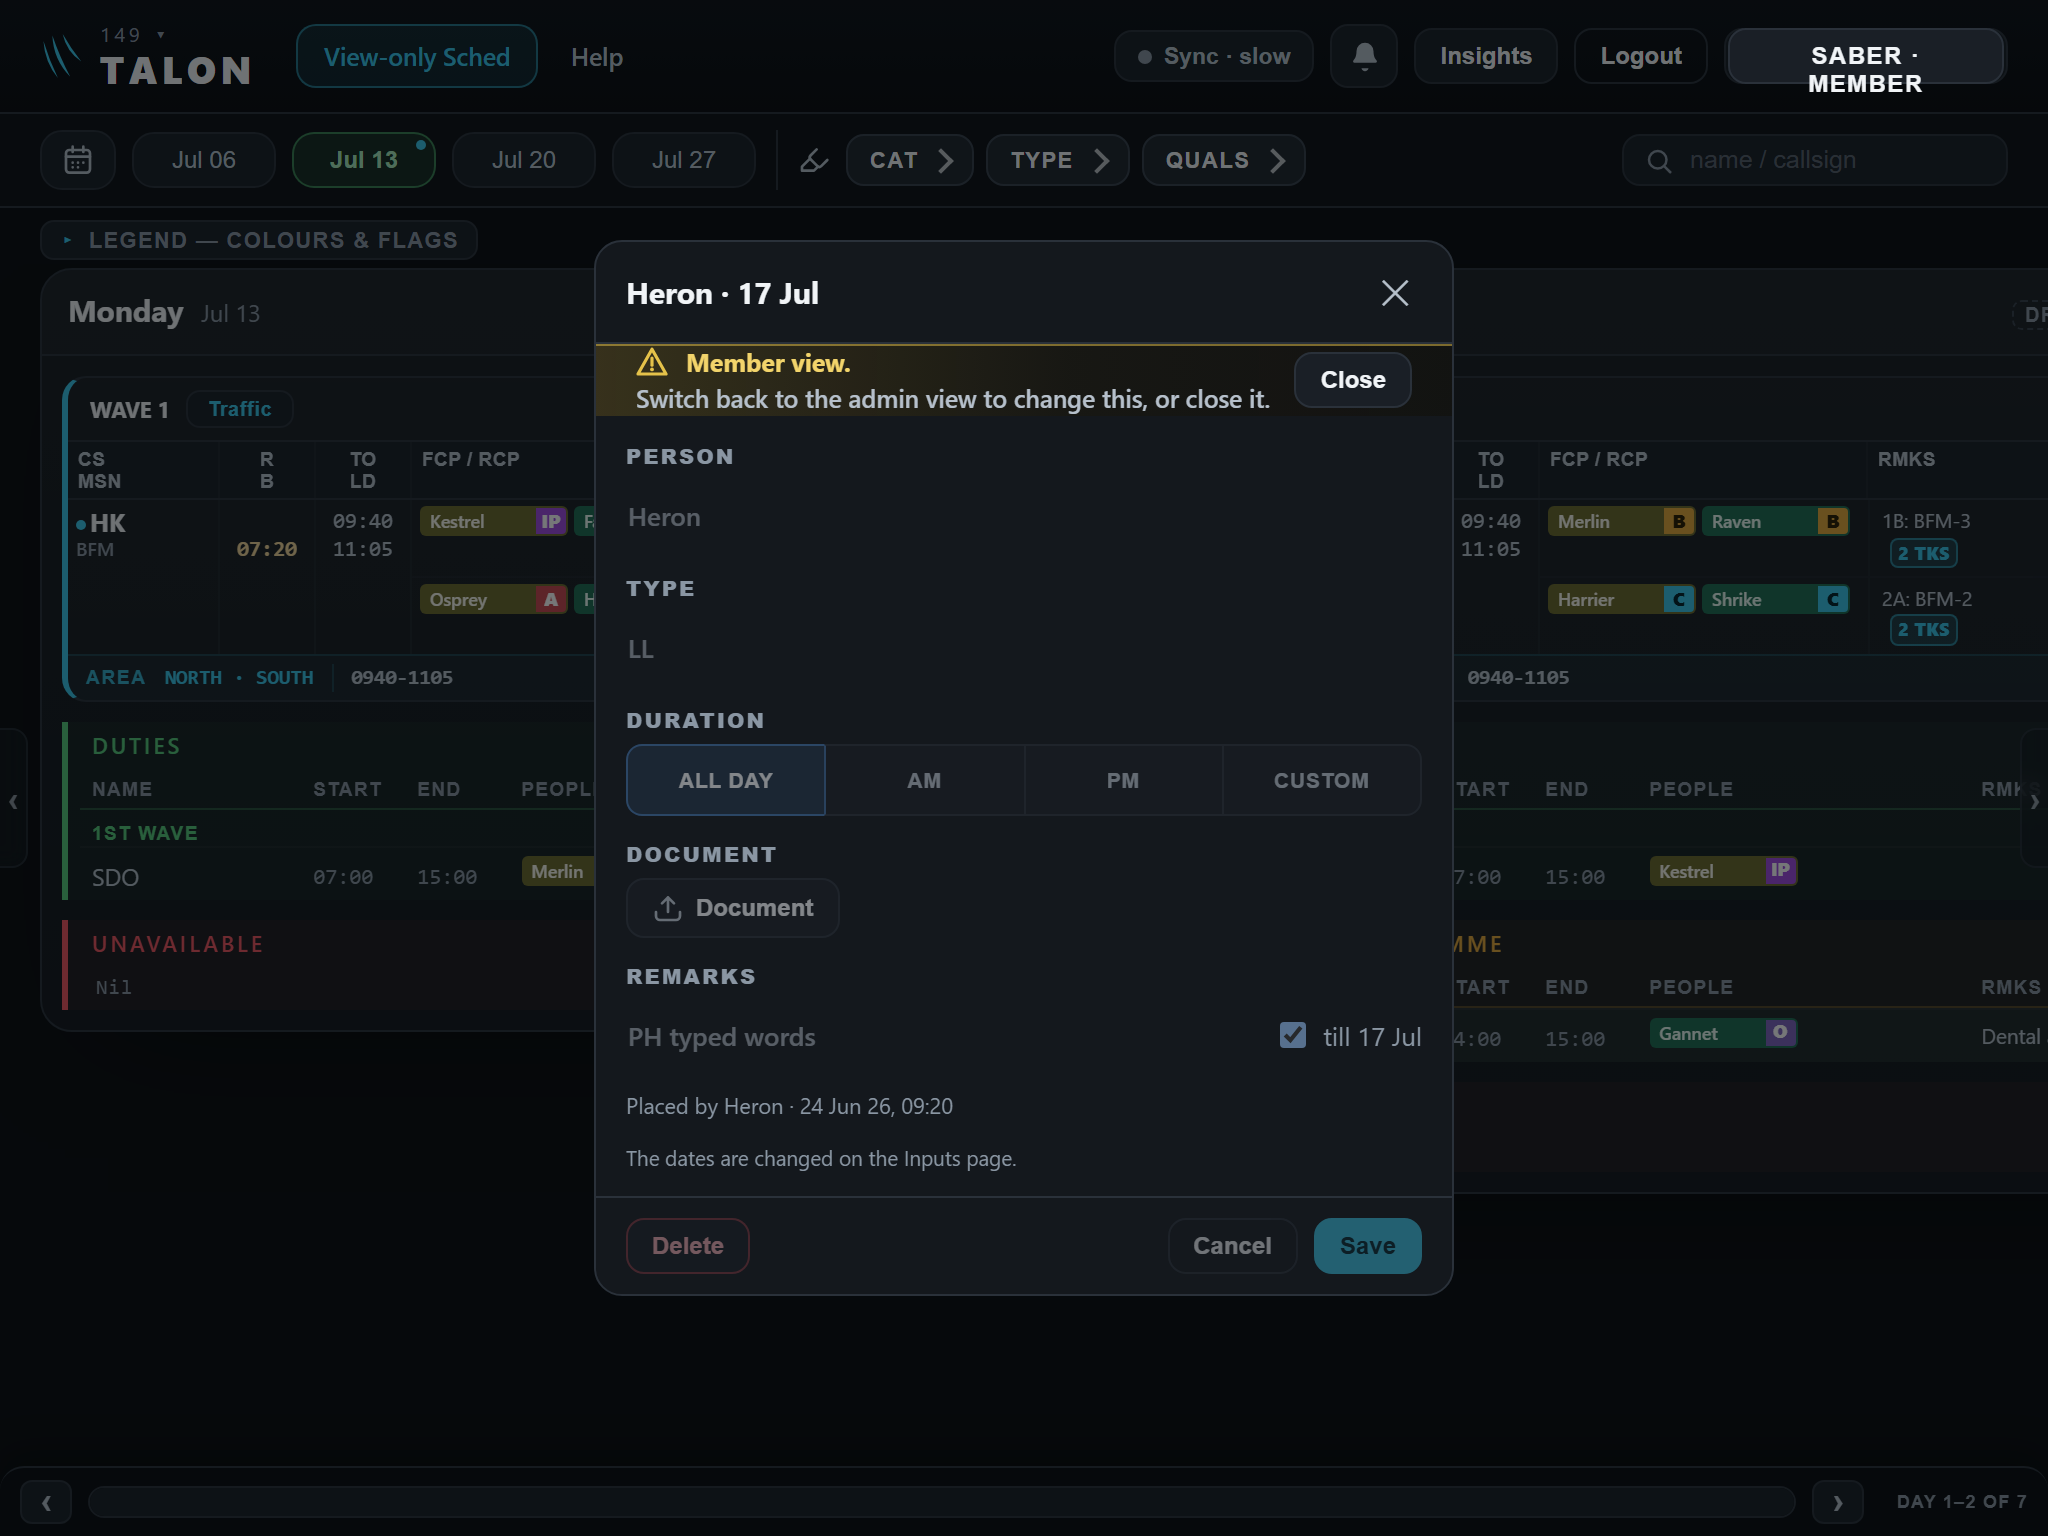 149 ▾
TALON
View-only Sched
Help
Sync · slow
Insights
Logout
SABER · MEMBER
Jul 06
Jul 13
Jul 20
Jul 27
CAT
TYPE
QUALS
name / callsign
LEGEND — COLOURS & FLAGS
Monday Jul 13
WAVE 1 Traffic
CS MSN
R B
TO LD
FCP / RCP
HK
BFM
07:20
09:40
11:05
Kestrel IP
Osprey A
AREA NORTH · SOUTH 0940-1105
DUTIES
NAME START END
1ST WAVE
SDO 07:00 15:00 Merlin
UNAVAILABLE
Nil
Heron · 17 Jul
Member view.
Switch back to the admin view to change this, or close it.
Close
PERSON
Heron
TYPE
LL
DURATION
ALL DAY AM PM CUSTOM
DOCUMENT
Document
REMARKS
PH typed words
till 17 Jul
Placed by Heron · 24 Jun 26, 09:20
The dates are changed on the Inputs page.
Delete
Cancel
Save
TO LD
FCP / RCP
RMKS
09:40
11:05
Merlin B Raven B
1B: BFM-3
2 TKS
Harrier C Shrike C
2A: BFM-2
2 TKS
0940-1105
END PEOPLE
15:00 Kestrel IP
END PEOPLE RMKS
15:00 Gannet O Dental
DAY 1–2 OF 7